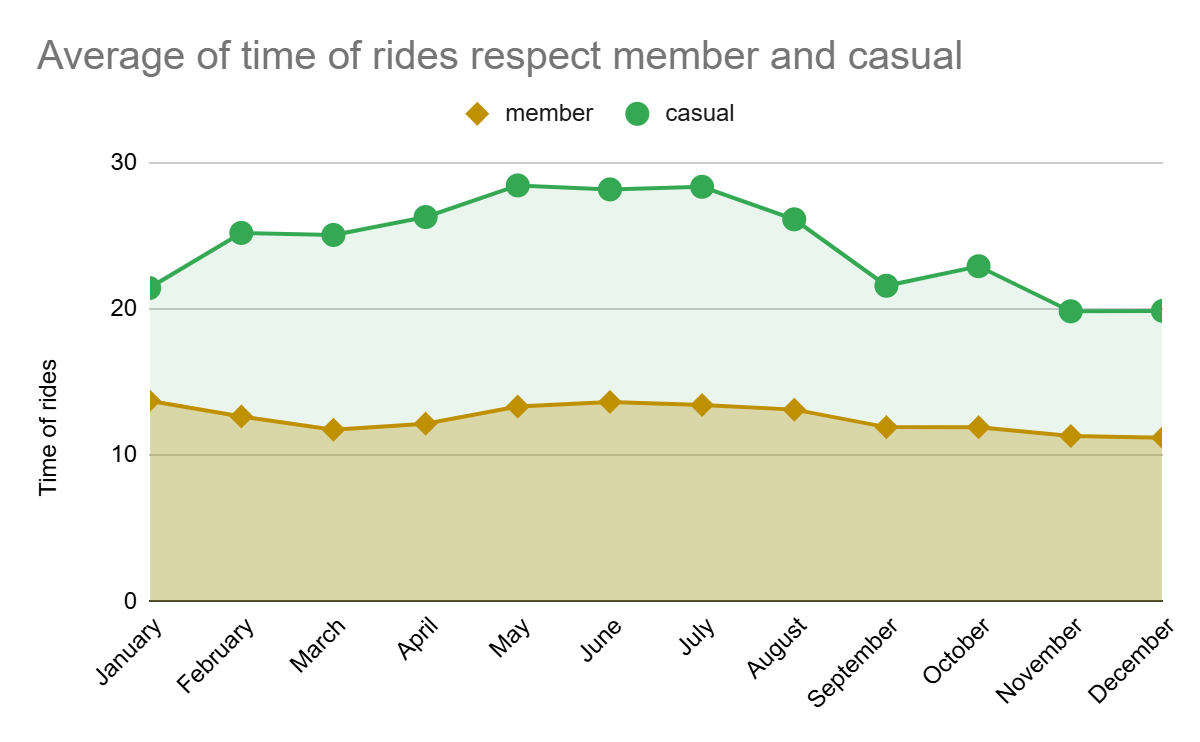 Average of time of rides respect member and casual
member
casual
30
20
10
0
Time of rides
January
February
March
April
May
June
July
August
September
October
November
December